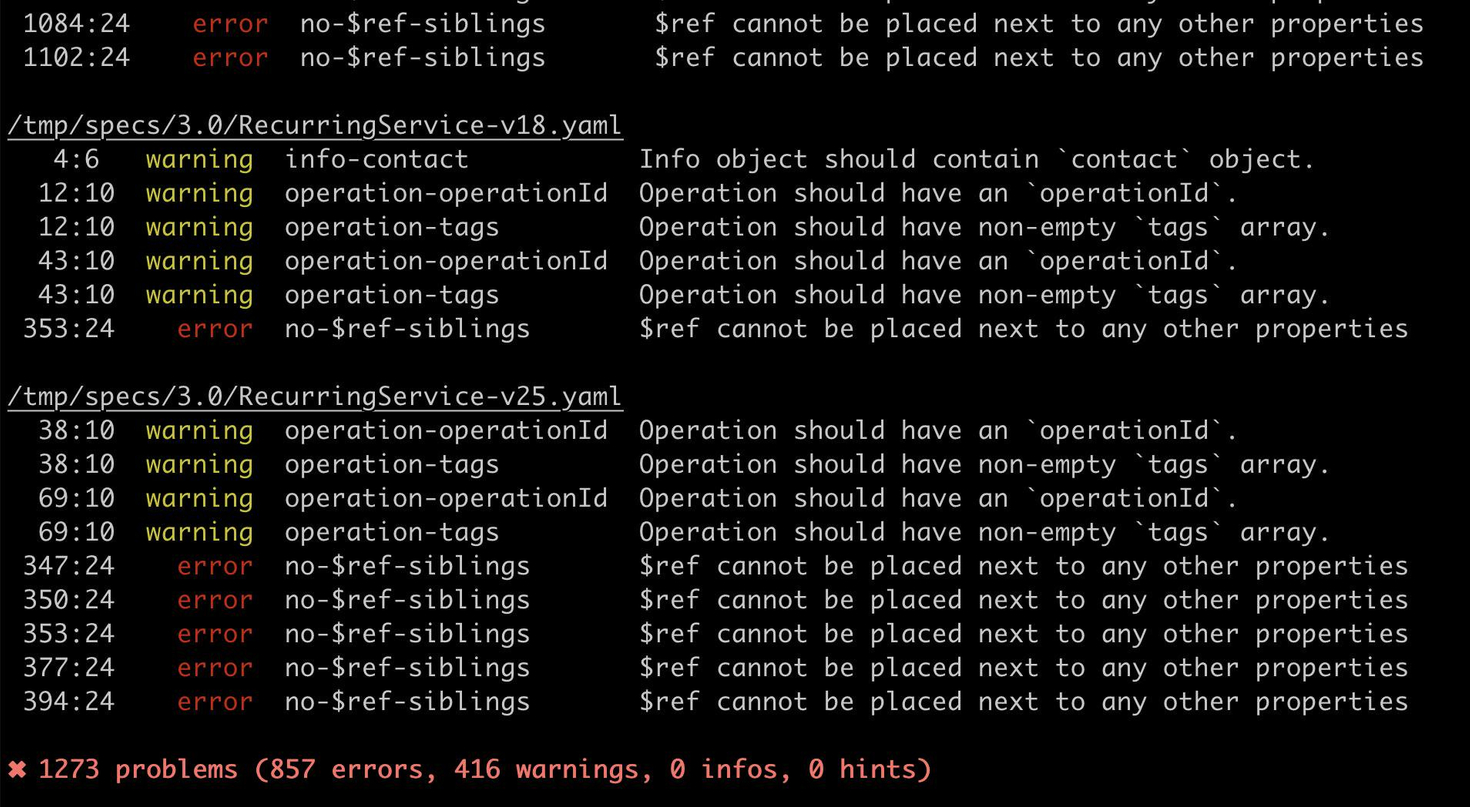 1084:24 error no-$ref-siblings $ref cannot be placed next to any other properties
1102:24 error no-$ref-siblings $ref cannot be placed next to any other properties
/tmp/specs/3.0/RecurringService-v18.yaml
4:6 warning info-contact Info object should contain `contact` object.
12:10 warning operation-operationId Operation should have an `operationId`.
12:10 warning operation-tags Operation should have non-empty `tags` array.
43:10 warning operation-operationId Operation should have an `operationId`.
43:10 warning operation-tags Operation should have non-empty `tags` array.
353:24 error no-$ref-siblings $ref cannot be placed next to any other properties
/tmp/specs/3.0/RecurringService-v25.yaml
38:10 warning operation-operationId Operation should have an `operationId`.
38:10 warning operation-tags Operation should have non-empty `tags` array.
69:10 warning operation-operationId Operation should have an `operationId`.
69:10 warning operation-tags Operation should have non-empty `tags` array.
347:24 error no-$ref-siblings $ref cannot be placed next to any other properties
350:24 error no-$ref-siblings $ref cannot be placed next to any other properties
353:24 error no-$ref-siblings $ref cannot be placed next to any other properties
377:24 error no-$ref-siblings $ref cannot be placed next to any other properties
394:24 error no-$ref-siblings $ref cannot be placed next to any other properties
✖ 1273 problems (857 errors, 416 warnings, 0 infos, 0 hints)